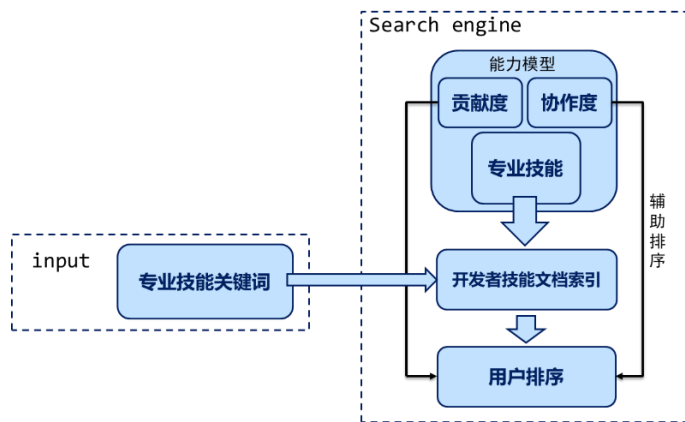 Search engine
能力模型
贡献度
协作度
专业技能
辅助排序
input
专业技能关键词
开发者技能文档索引
用户排序